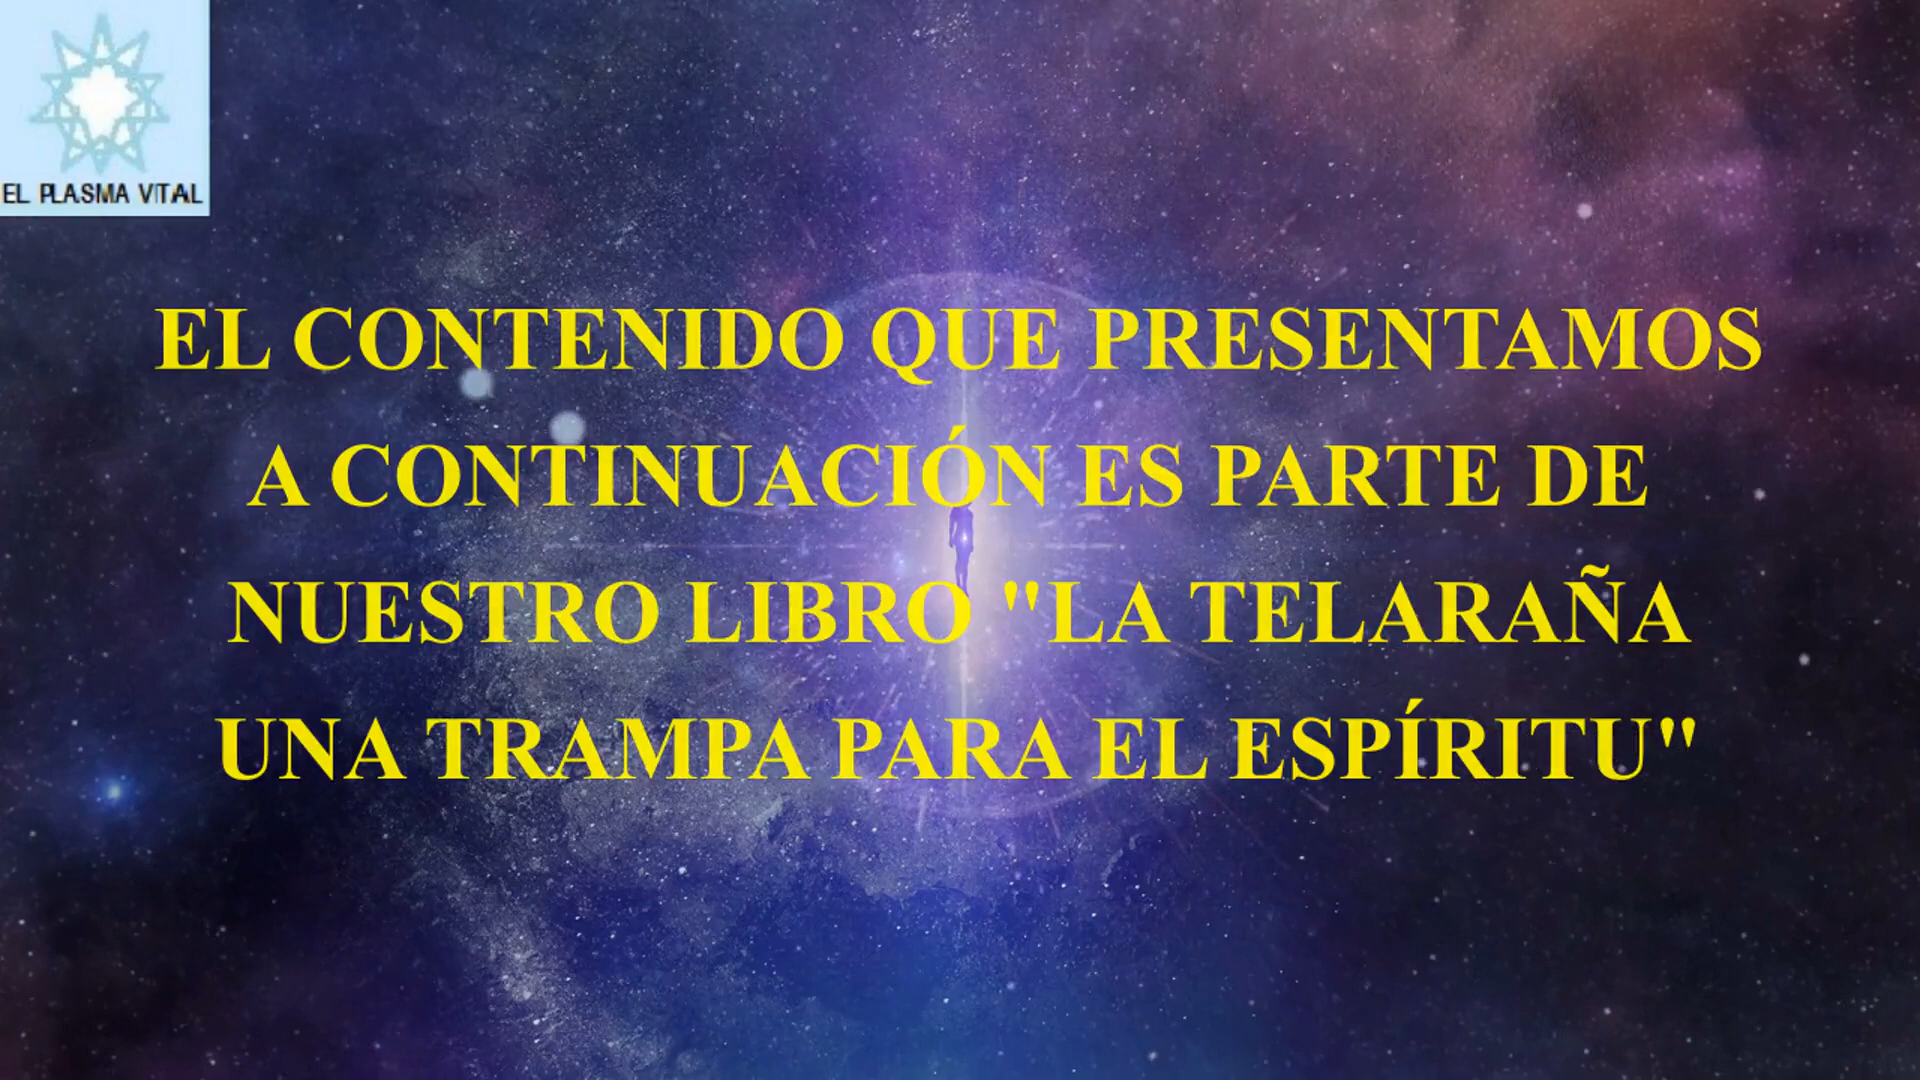 EL PLASMA VITAL
EL CONTENIDO QUE PRESENTAMOS
A CONTINUACIÓN ES PARTE DE
NUESTRO LIBRO "LA TELARAÑA
UNA TRAMPA PARA EL ESPÍRITU"